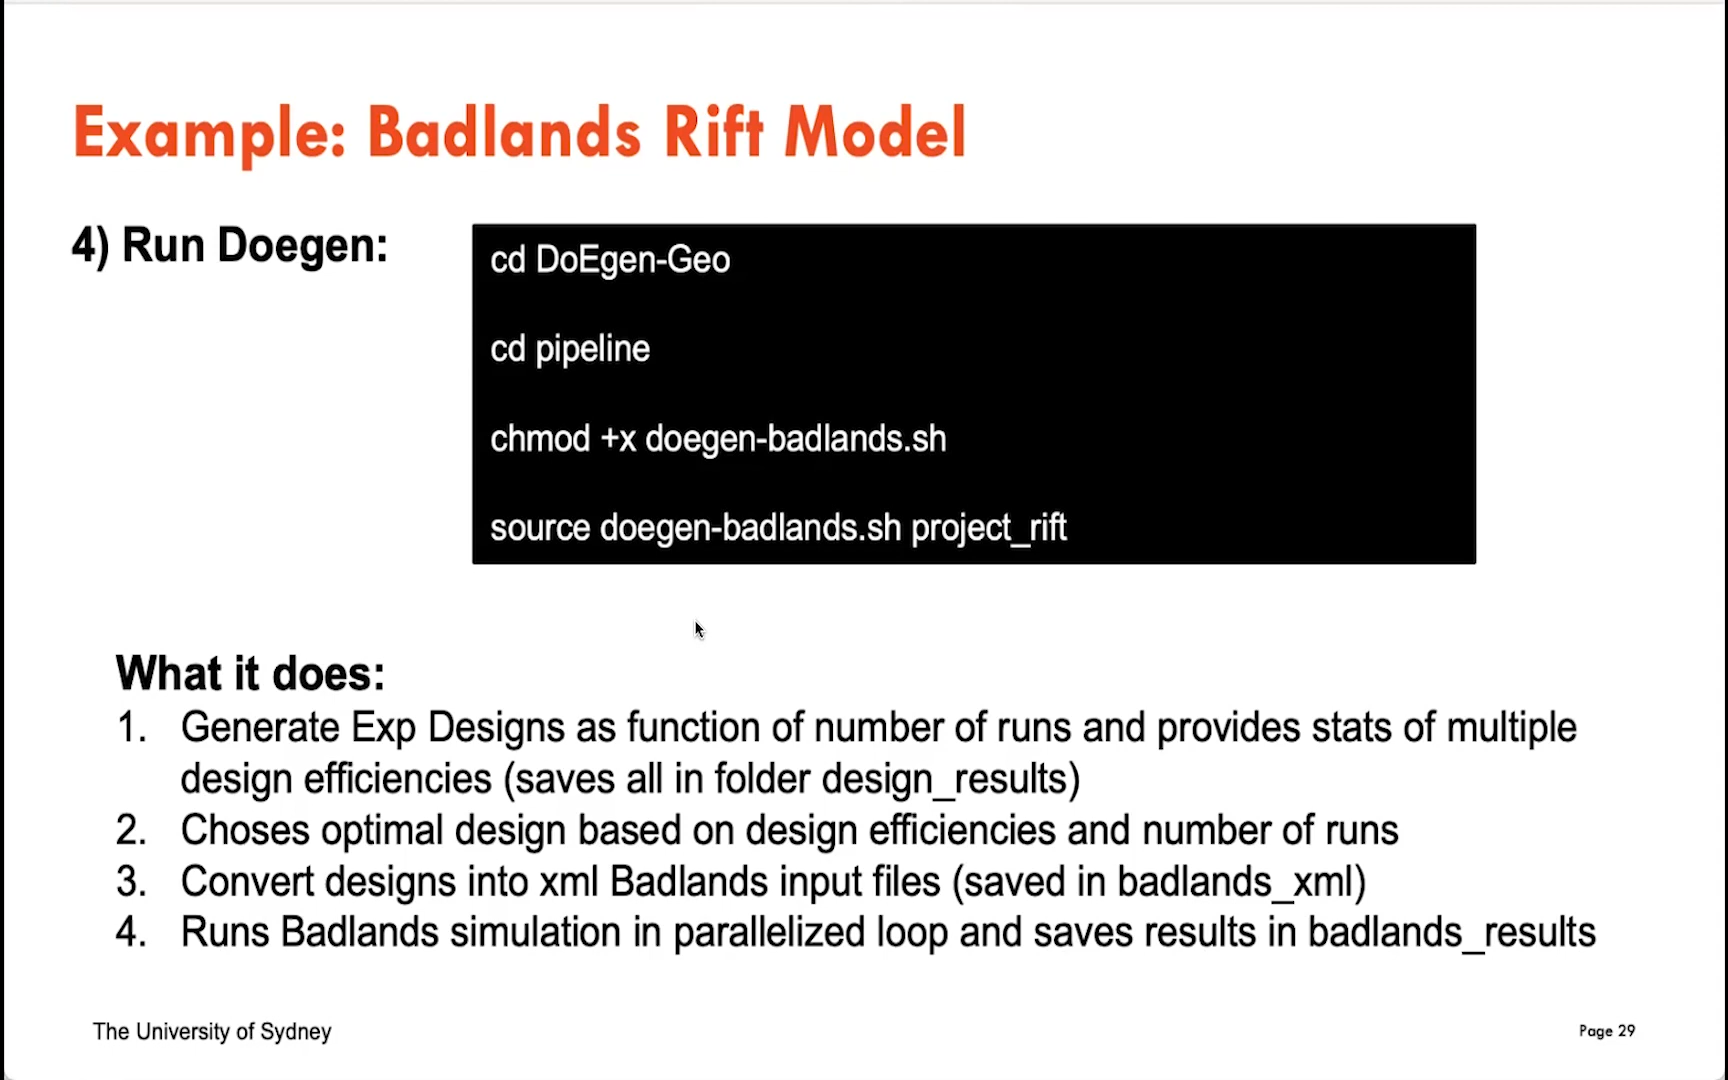 Example: Badlands Rift Model
4) Run Doegen:
cd DoEgen-Geo
cd pipeline
chmod +x doegen-badlands.sh
source doegen-badlands.sh project_rift
What it does:
1. Generate Exp Designs as function of number of runs and provides stats of multiple
design efficiencies (saves all in folder design_results)
2. Choses optimal design based on design efficiencies and number of runs
3. Convert designs into xml Badlands input files (saved in badlands_xml)
4. Runs Badlands simulation in parallelized loop and saves results in badlands_results
The University of Sydney
Page 29